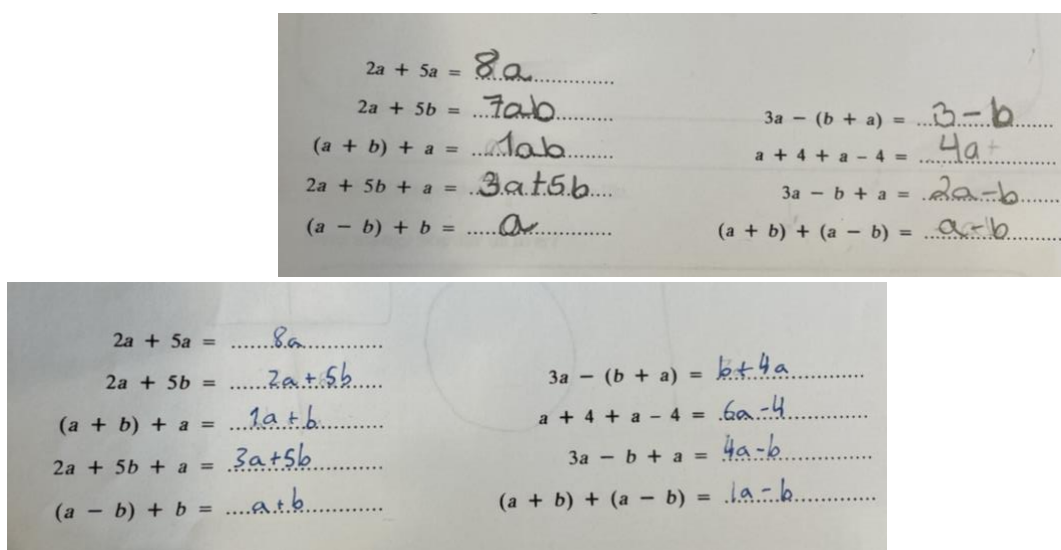 2a + 5a = 8a
2a + 5b = 7ab
(a + b) + a = 1ab
2a + 5b + a = 3a+5b
(a − b) + b = a
3a − (b + a) = 3−b
a + 4 + a − 4 = 4a
3a − b + a = 2a−b
(a + b) + (a − b) = a-b
2a + 5a = 8a
2a + 5b = 2a+5b
(a + b) + a = 1a+b
2a + 5b + a = 3a+5b
(a − b) + b = a+b
3a − (b + a) = b+4a
a + 4 + a − 4 = 6a-4
3a − b + a = 4a-b
(a + b) + (a − b) = 1a-b